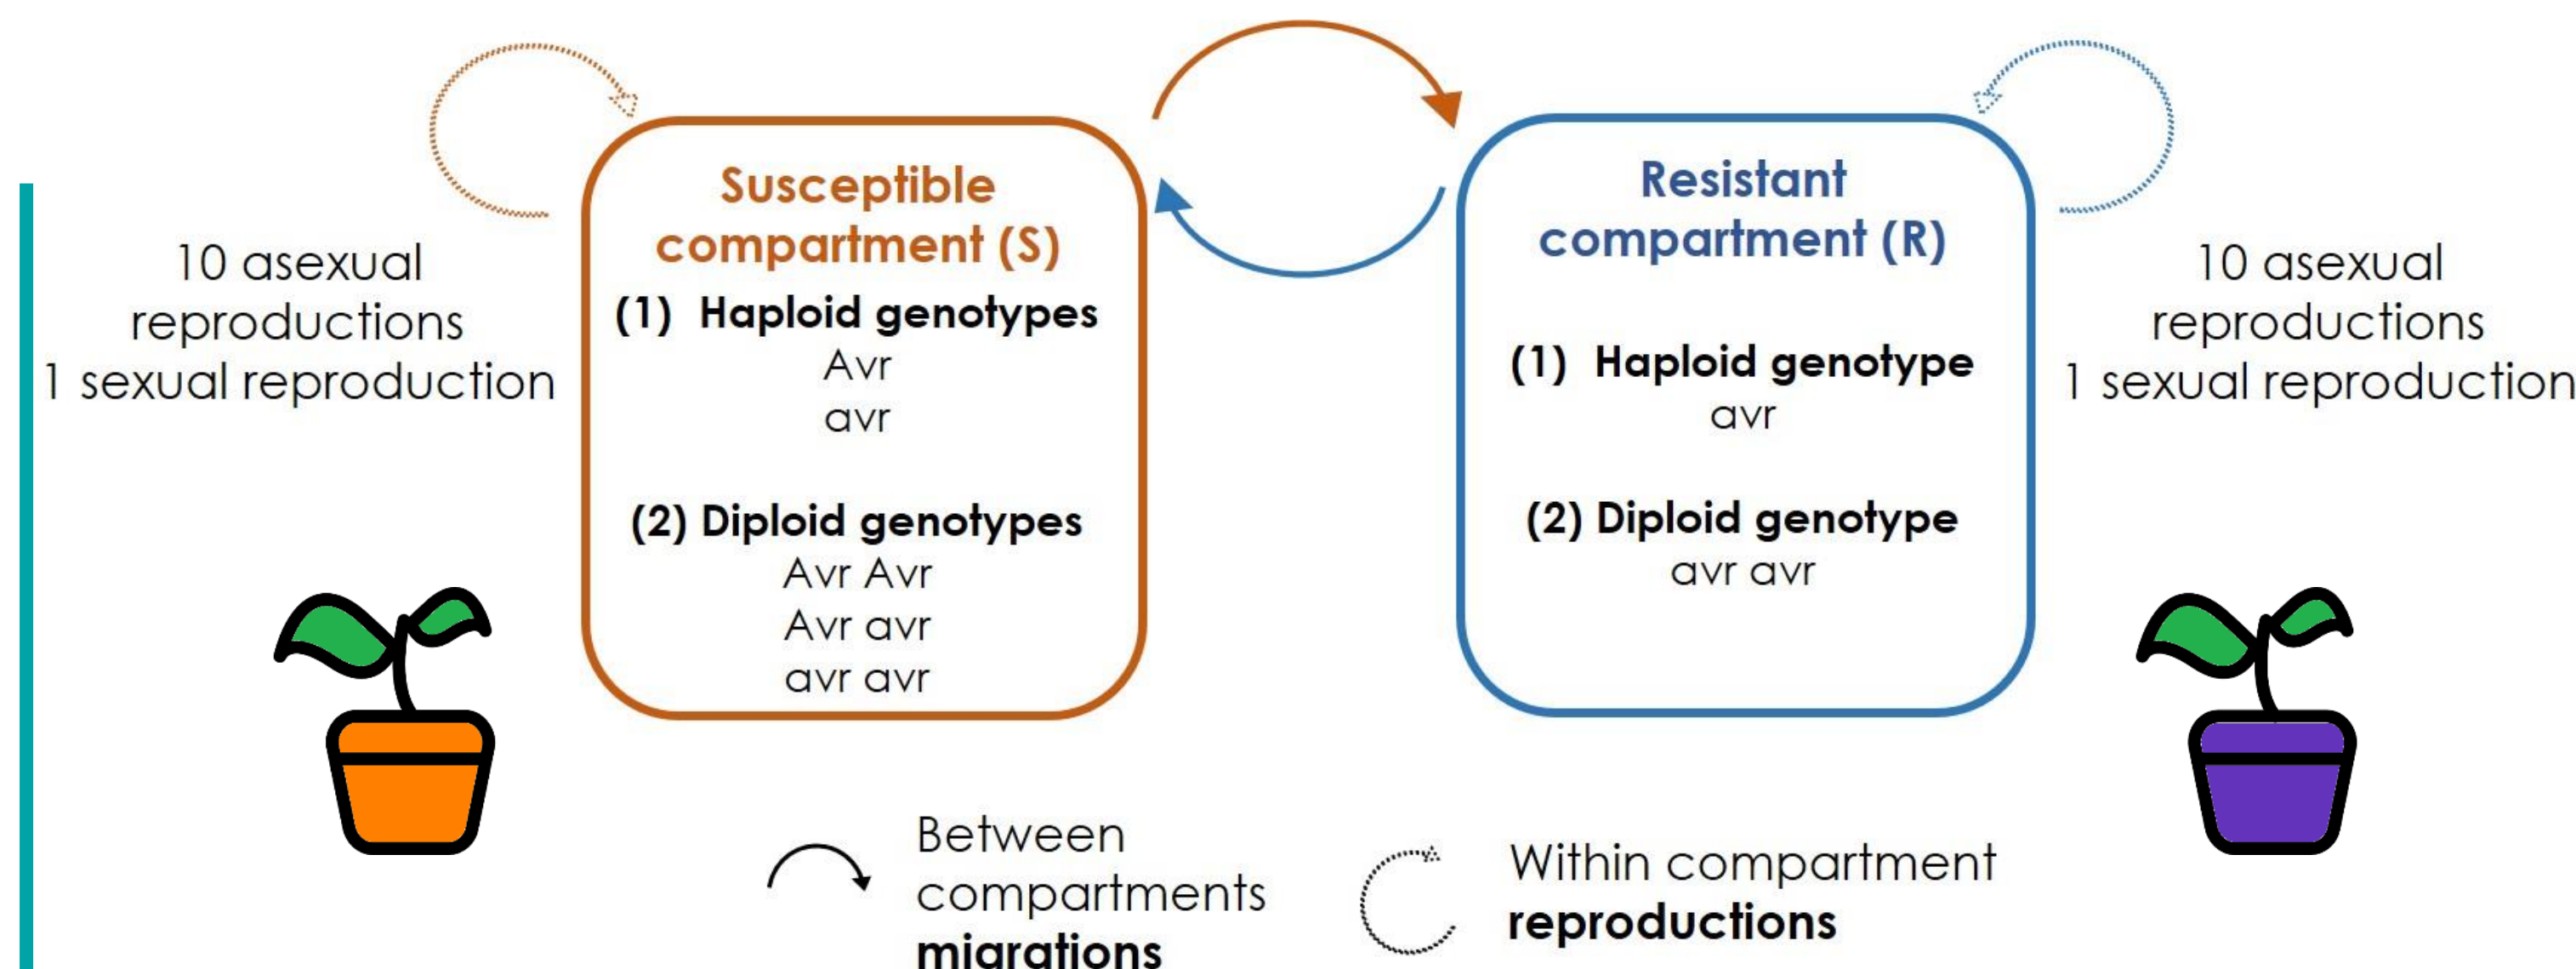 10 asexual
reproductions
1 sexual reproduction
Susceptible
compartment (S)
(1) Haploid genotypes
Avr
avr
(2) Diploid genotypes
Avr Avr
Avr avr
avr avr
Resistant
compartment (R)
(1) Haploid genotype
avr
(2) Diploid genotype
avr avr
10 asexual
reproductions
1 sexual reproduction
Between
compartments
migrations
Within compartment
reproductions